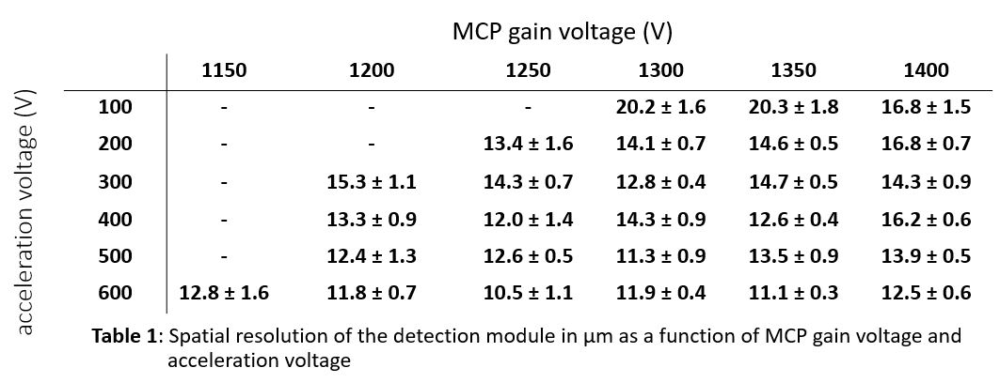 MCP gain voltage (V)
acceleration voltage (V)
1150 1200 1250 1300 1350 1400
100 - - - 20.2 ± 1.6 20.3 ± 1.8 16.8 ± 1.5
200 - - 13.4 ± 1.6 14.1 ± 0.7 14.6 ± 0.5 16.8 ± 0.7
300 - 15.3 ± 1.1 14.3 ± 0.7 12.8 ± 0.4 14.7 ± 0.5 14.3 ± 0.9
400 - 13.3 ± 0.9 12.0 ± 1.4 14.3 ± 0.9 12.6 ± 0.4 16.2 ± 0.6
500 - 12.4 ± 1.3 12.6 ± 0.5 11.3 ± 0.9 13.5 ± 0.9 13.9 ± 0.5
600 12.8 ± 1.6 11.8 ± 0.7 10.5 ± 1.1 11.9 ± 0.4 11.1 ± 0.3 12.5 ± 0.6
Table 1: Spatial resolution of the detection module in µm as a function of MCP gain voltage and
acceleration voltage